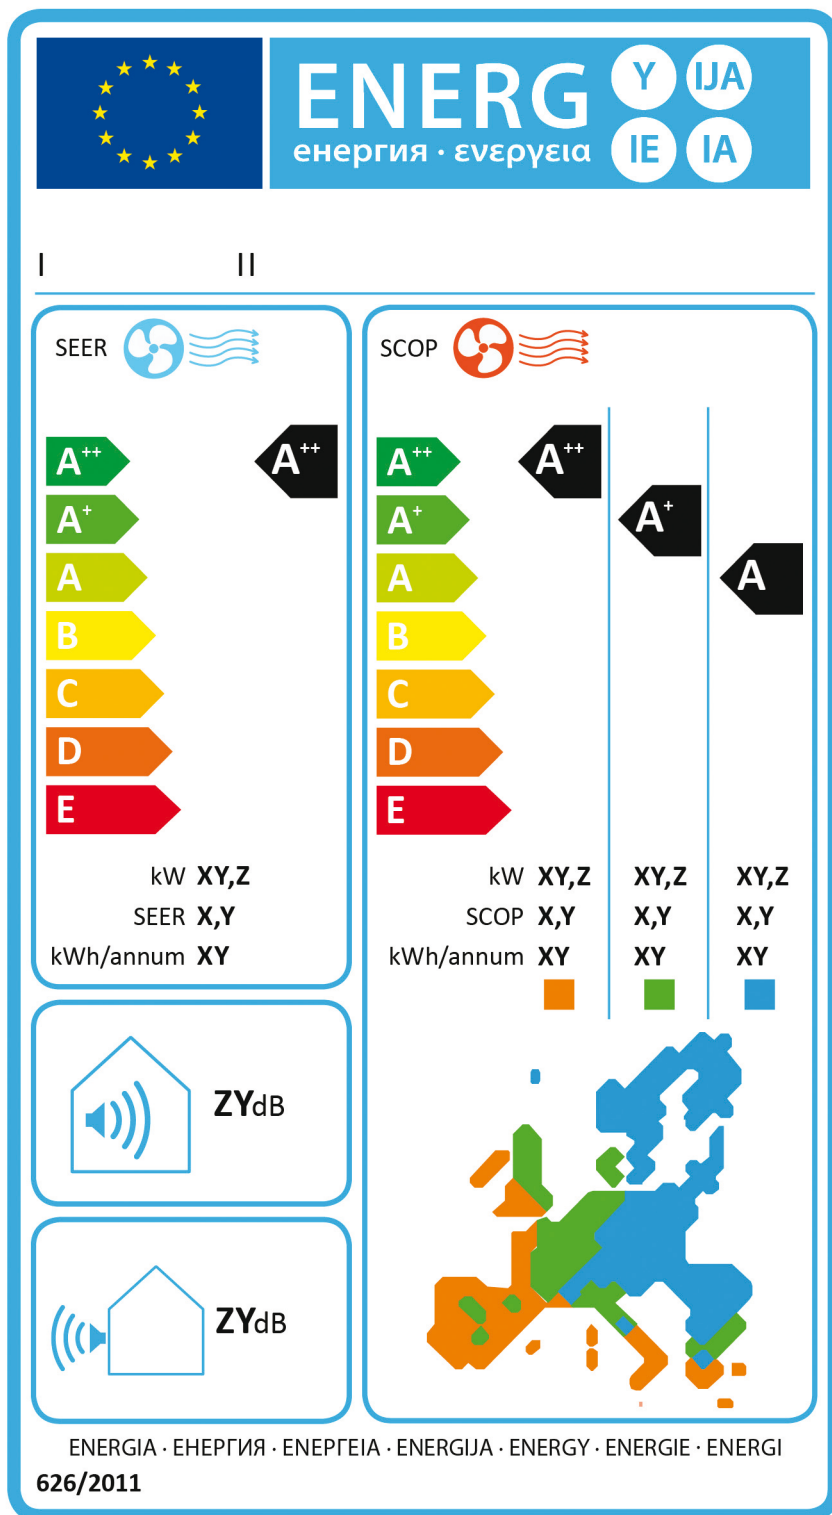 ENERG Y IJA
енергия · ενεργεια IE IA
I II
SEER
A++ A++
A+
A
B
C
D
E
kW XY,Z
SEER X,Y
kWh/annum XY
SCOP
A++ A++
A+ A+
A A
B
C
D
E
kW XY,Z XY,Z XY,Z
SCOP X,Y X,Y X,Y
kWh/annum XY XY XY
ZYdB
ZYdB
ENERGIA · ЕНЕРГИЯ · ΕΝΕΡΓΕΙΑ · ENERGIJA · ENERGY · ENERGIE · ENERGI
626/2011